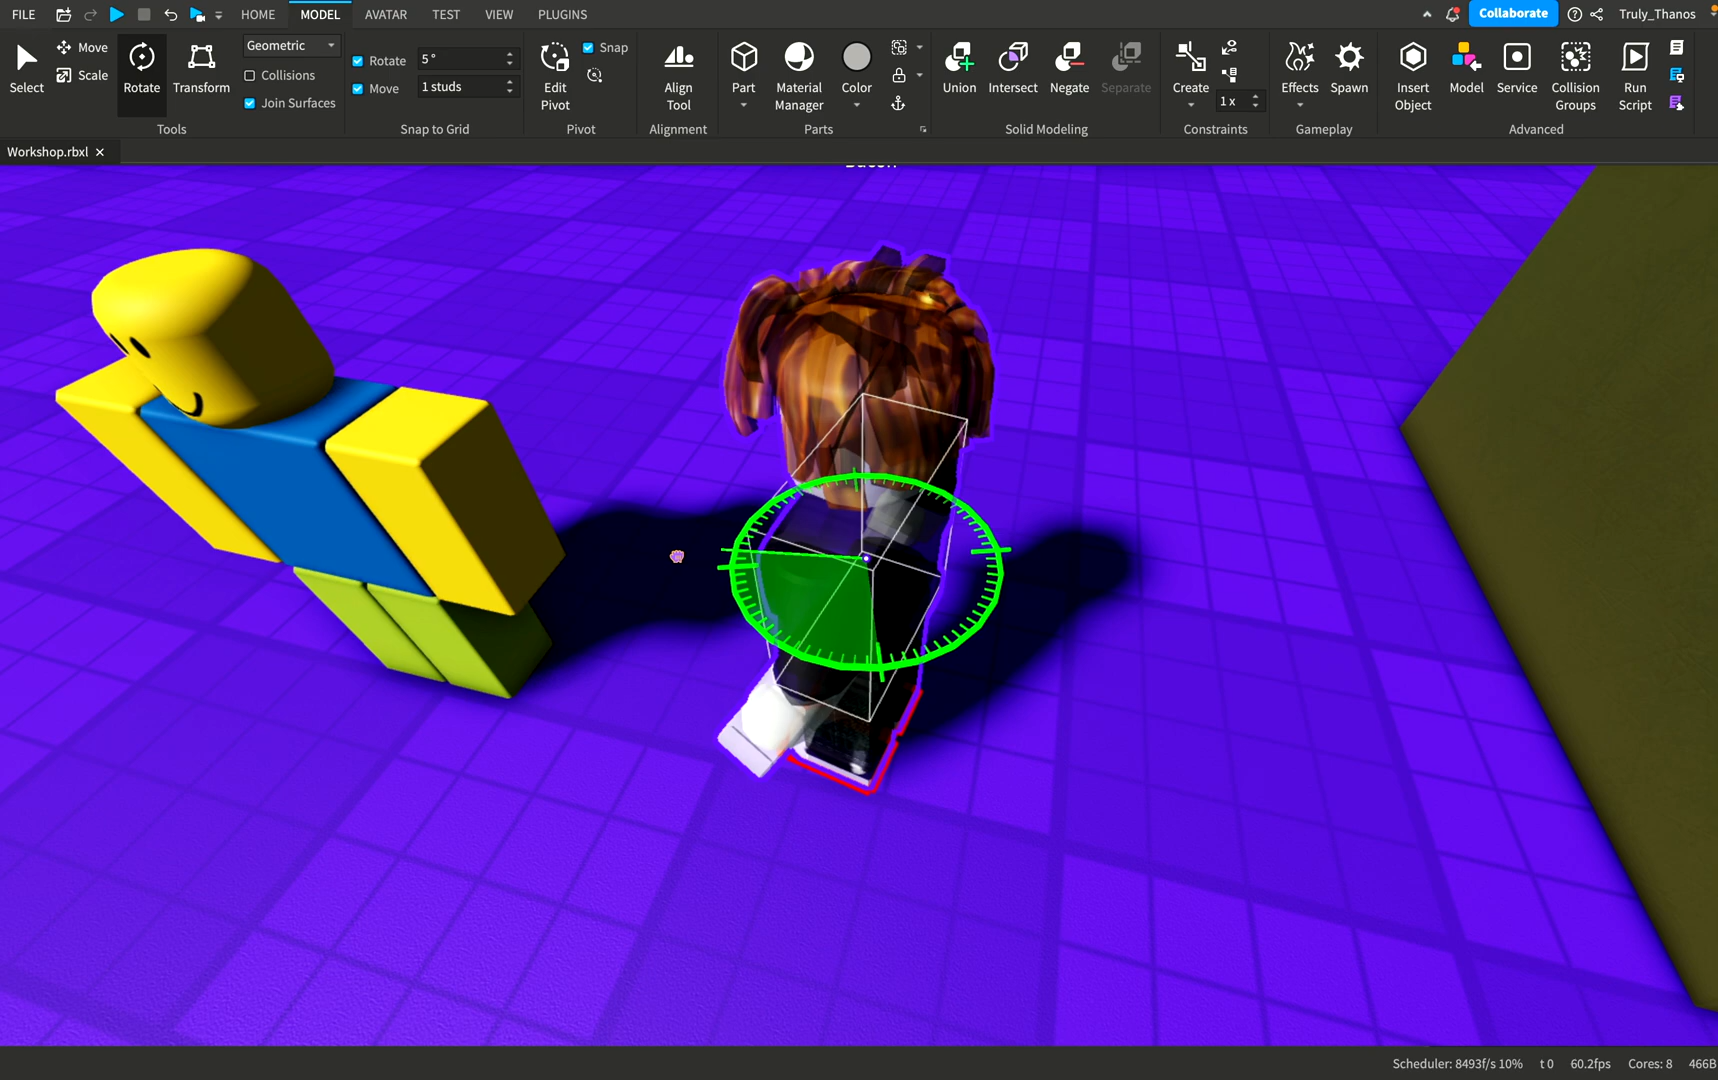 FILE HOME MODEL AVATAR TEST VIEW PLUGINS Collaborate Truly_Thanos
Select Move Scale Rotate Transform
Geometric
Collisions
Join Surfaces
Tools
Rotate 5°
Move 1 studs
Snap to Grid
Edit Pivot Snap
Pivot
Align Tool
Alignment
Part Material Manager Color
Parts
Union Intersect Negate Separate
Solid Modeling
Create 1 x
Constraints
Effects Spawn
Gameplay
Insert Object Model Service Collision Groups Run Script
Advanced
Workshop.rbxl
Scheduler: 8493f/s 10% t 0 60.2fps Cores: 8 466B